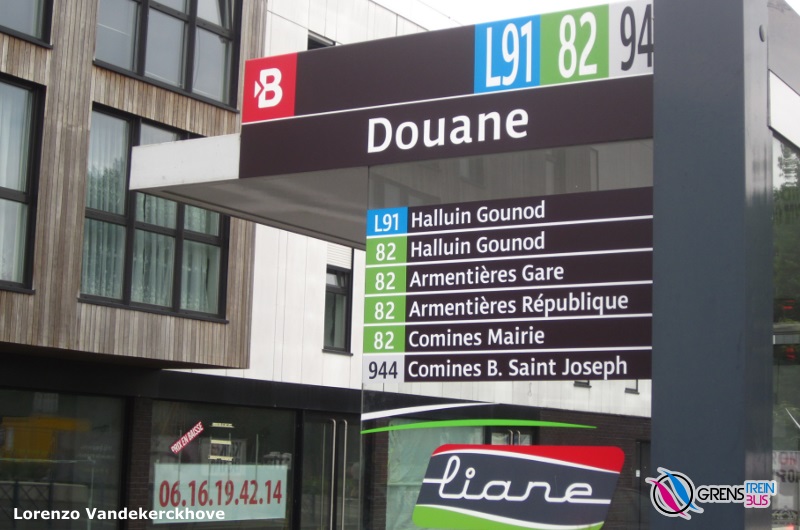 B L91 82 94
Douane
L91 Halluin Gounod
82 Halluin Gounod
82 Armentières Gare
82 Armentières République
82 Comines Mairie
944 Comines B. Saint Joseph
PRIX EN BAISSE
06.16.19.42.14
liane
GRENS TREIN BUS
Lorenzo Vandekerckhove